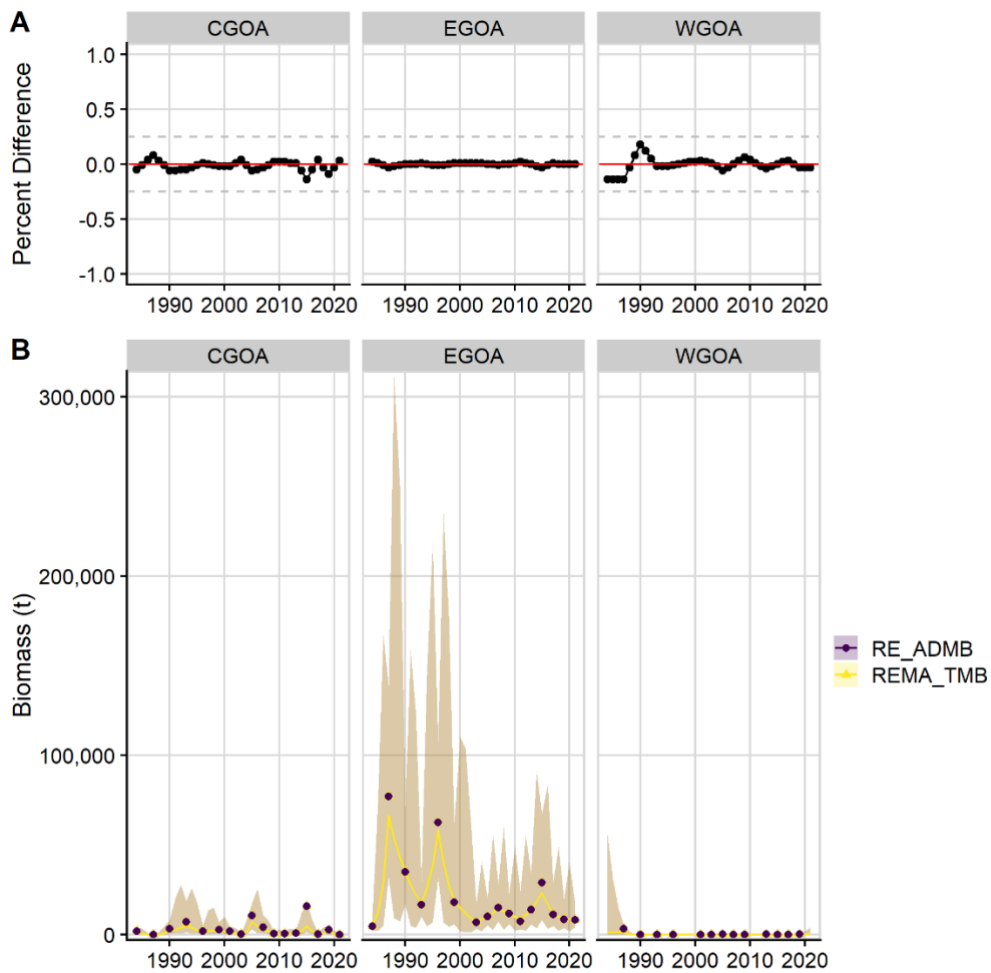 A
CGOA EGOA WGOA
Percent Difference
1.0
0.5
0.0
-0.5
-1.0
1990 2000 2010 2020 1990 2000 2010 2020 1990 2000 2010 2020
B
CGOA EGOA WGOA
Biomass (t)
300,000
200,000
100,000
0
1990 2000 2010 2020 1990 2000 2010 2020 1990 2000 2010 2020
RE_ADMB
REMA_TMB